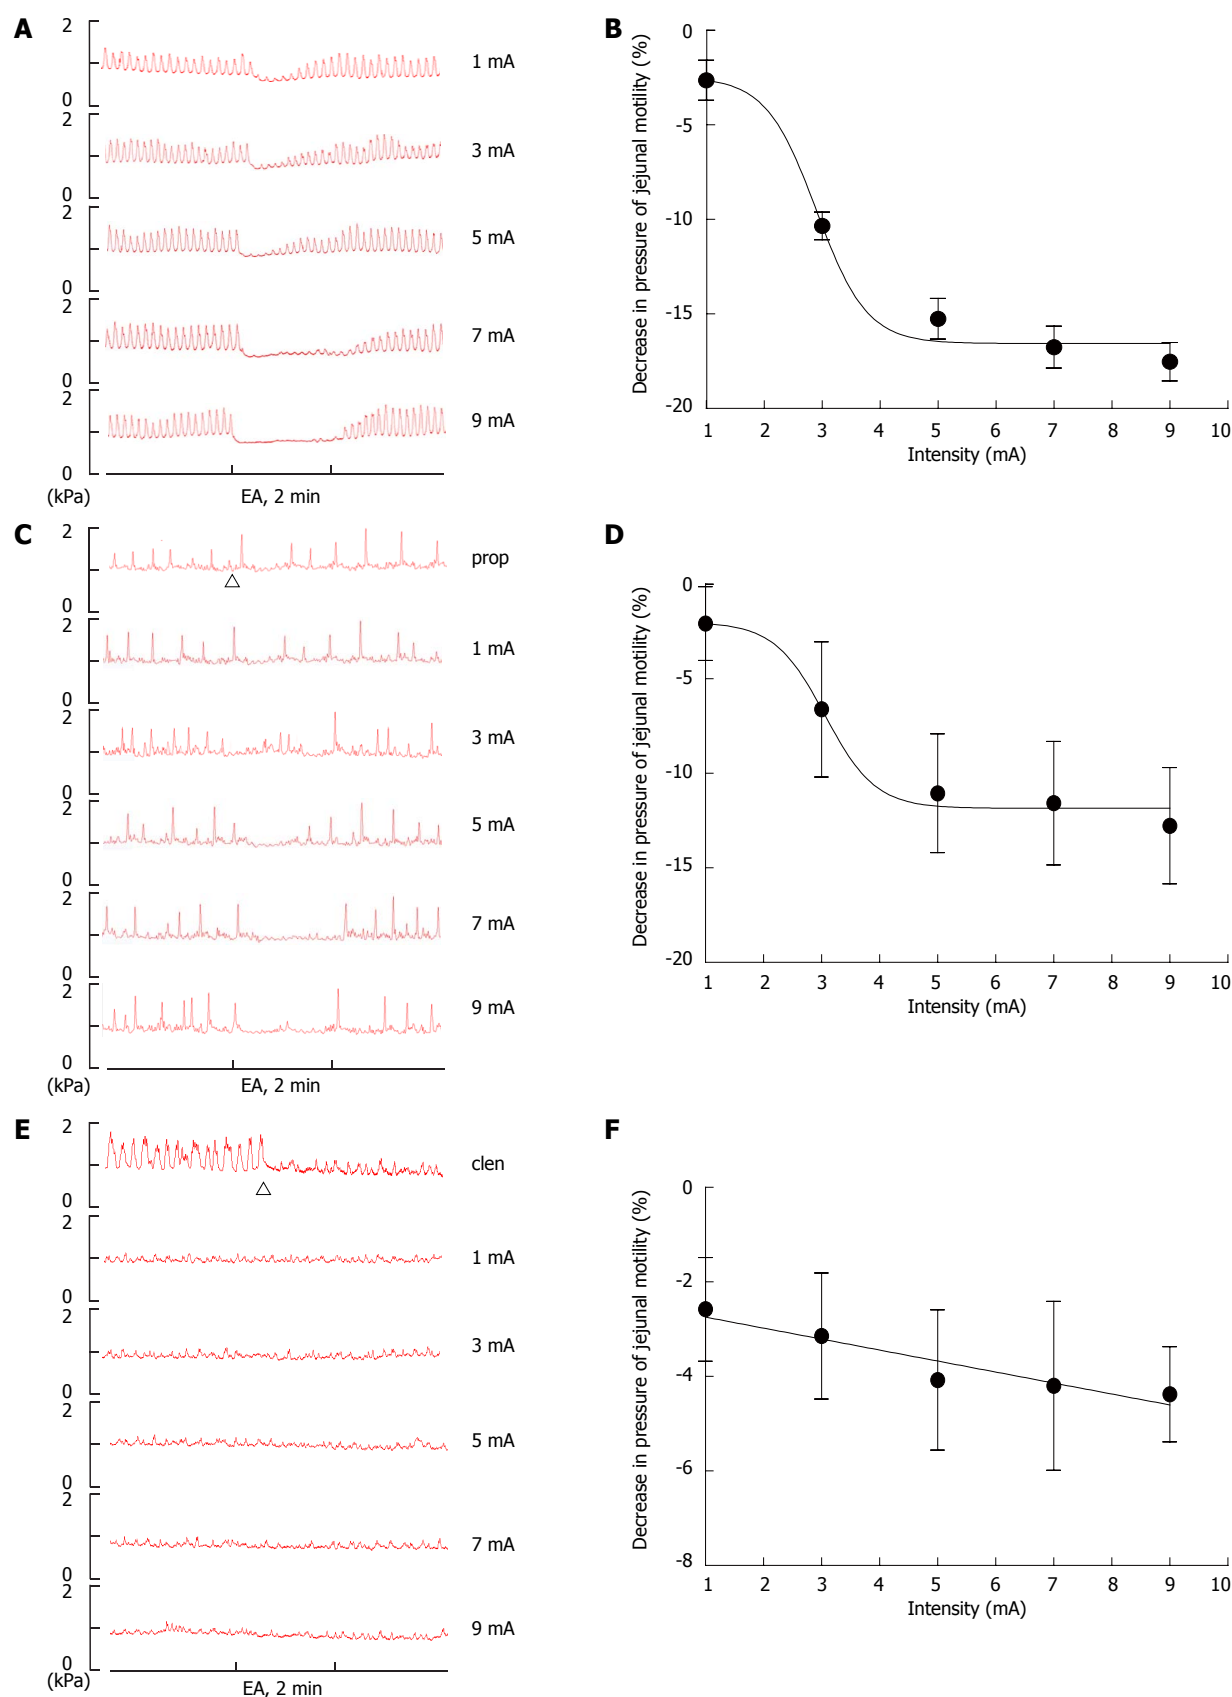 A
2
0
1 mA
2
0
3 mA
2
0
5 mA
2
0
7 mA
2
0
9 mA
(kPa)
EA, 2 min
B
Decrease in pressure of jejunal motility (%)
0
-5
-10
-15
-20
1 2 3 4 5 6 7 8 9 10
Intensity (mA)
C
2
0
prop
2
0
1 mA
2
0
3 mA
2
0
5 mA
2
0
7 mA
2
0
9 mA
(kPa)
EA, 2 min
D
Decrease in pressure of jejunal motility (%)
0
-5
-10
-15
-20
1 2 3 4 5 6 7 8 9 10
Intensity (mA)
E
2
0
clen
2
0
1 mA
2
0
3 mA
2
0
5 mA
2
0
7 mA
2
0
9 mA
(kPa)
EA, 2 min
F
Decrease in pressure of jejunal motility (%)
0
-2
-4
-6
-8
1 2 3 4 5 6 7 8 9 10
Intensity (mA)